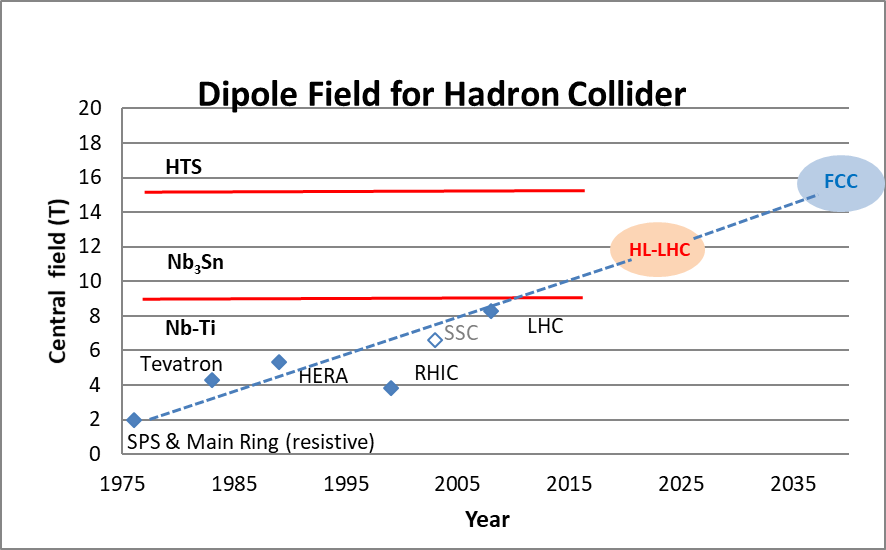 Dipole Field for Hadron Collider
20
18
16
14
12
10
8
6
4
2
0
Central field (T)
HTS
FCC
HL-LHC
Nb₃Sn
Nb-Ti
LHC
SSC
Tevatron
HERA
RHIC
SPS & Main Ring (resistive)
1975 1985 1995 2005 2015 2025 2035
Year